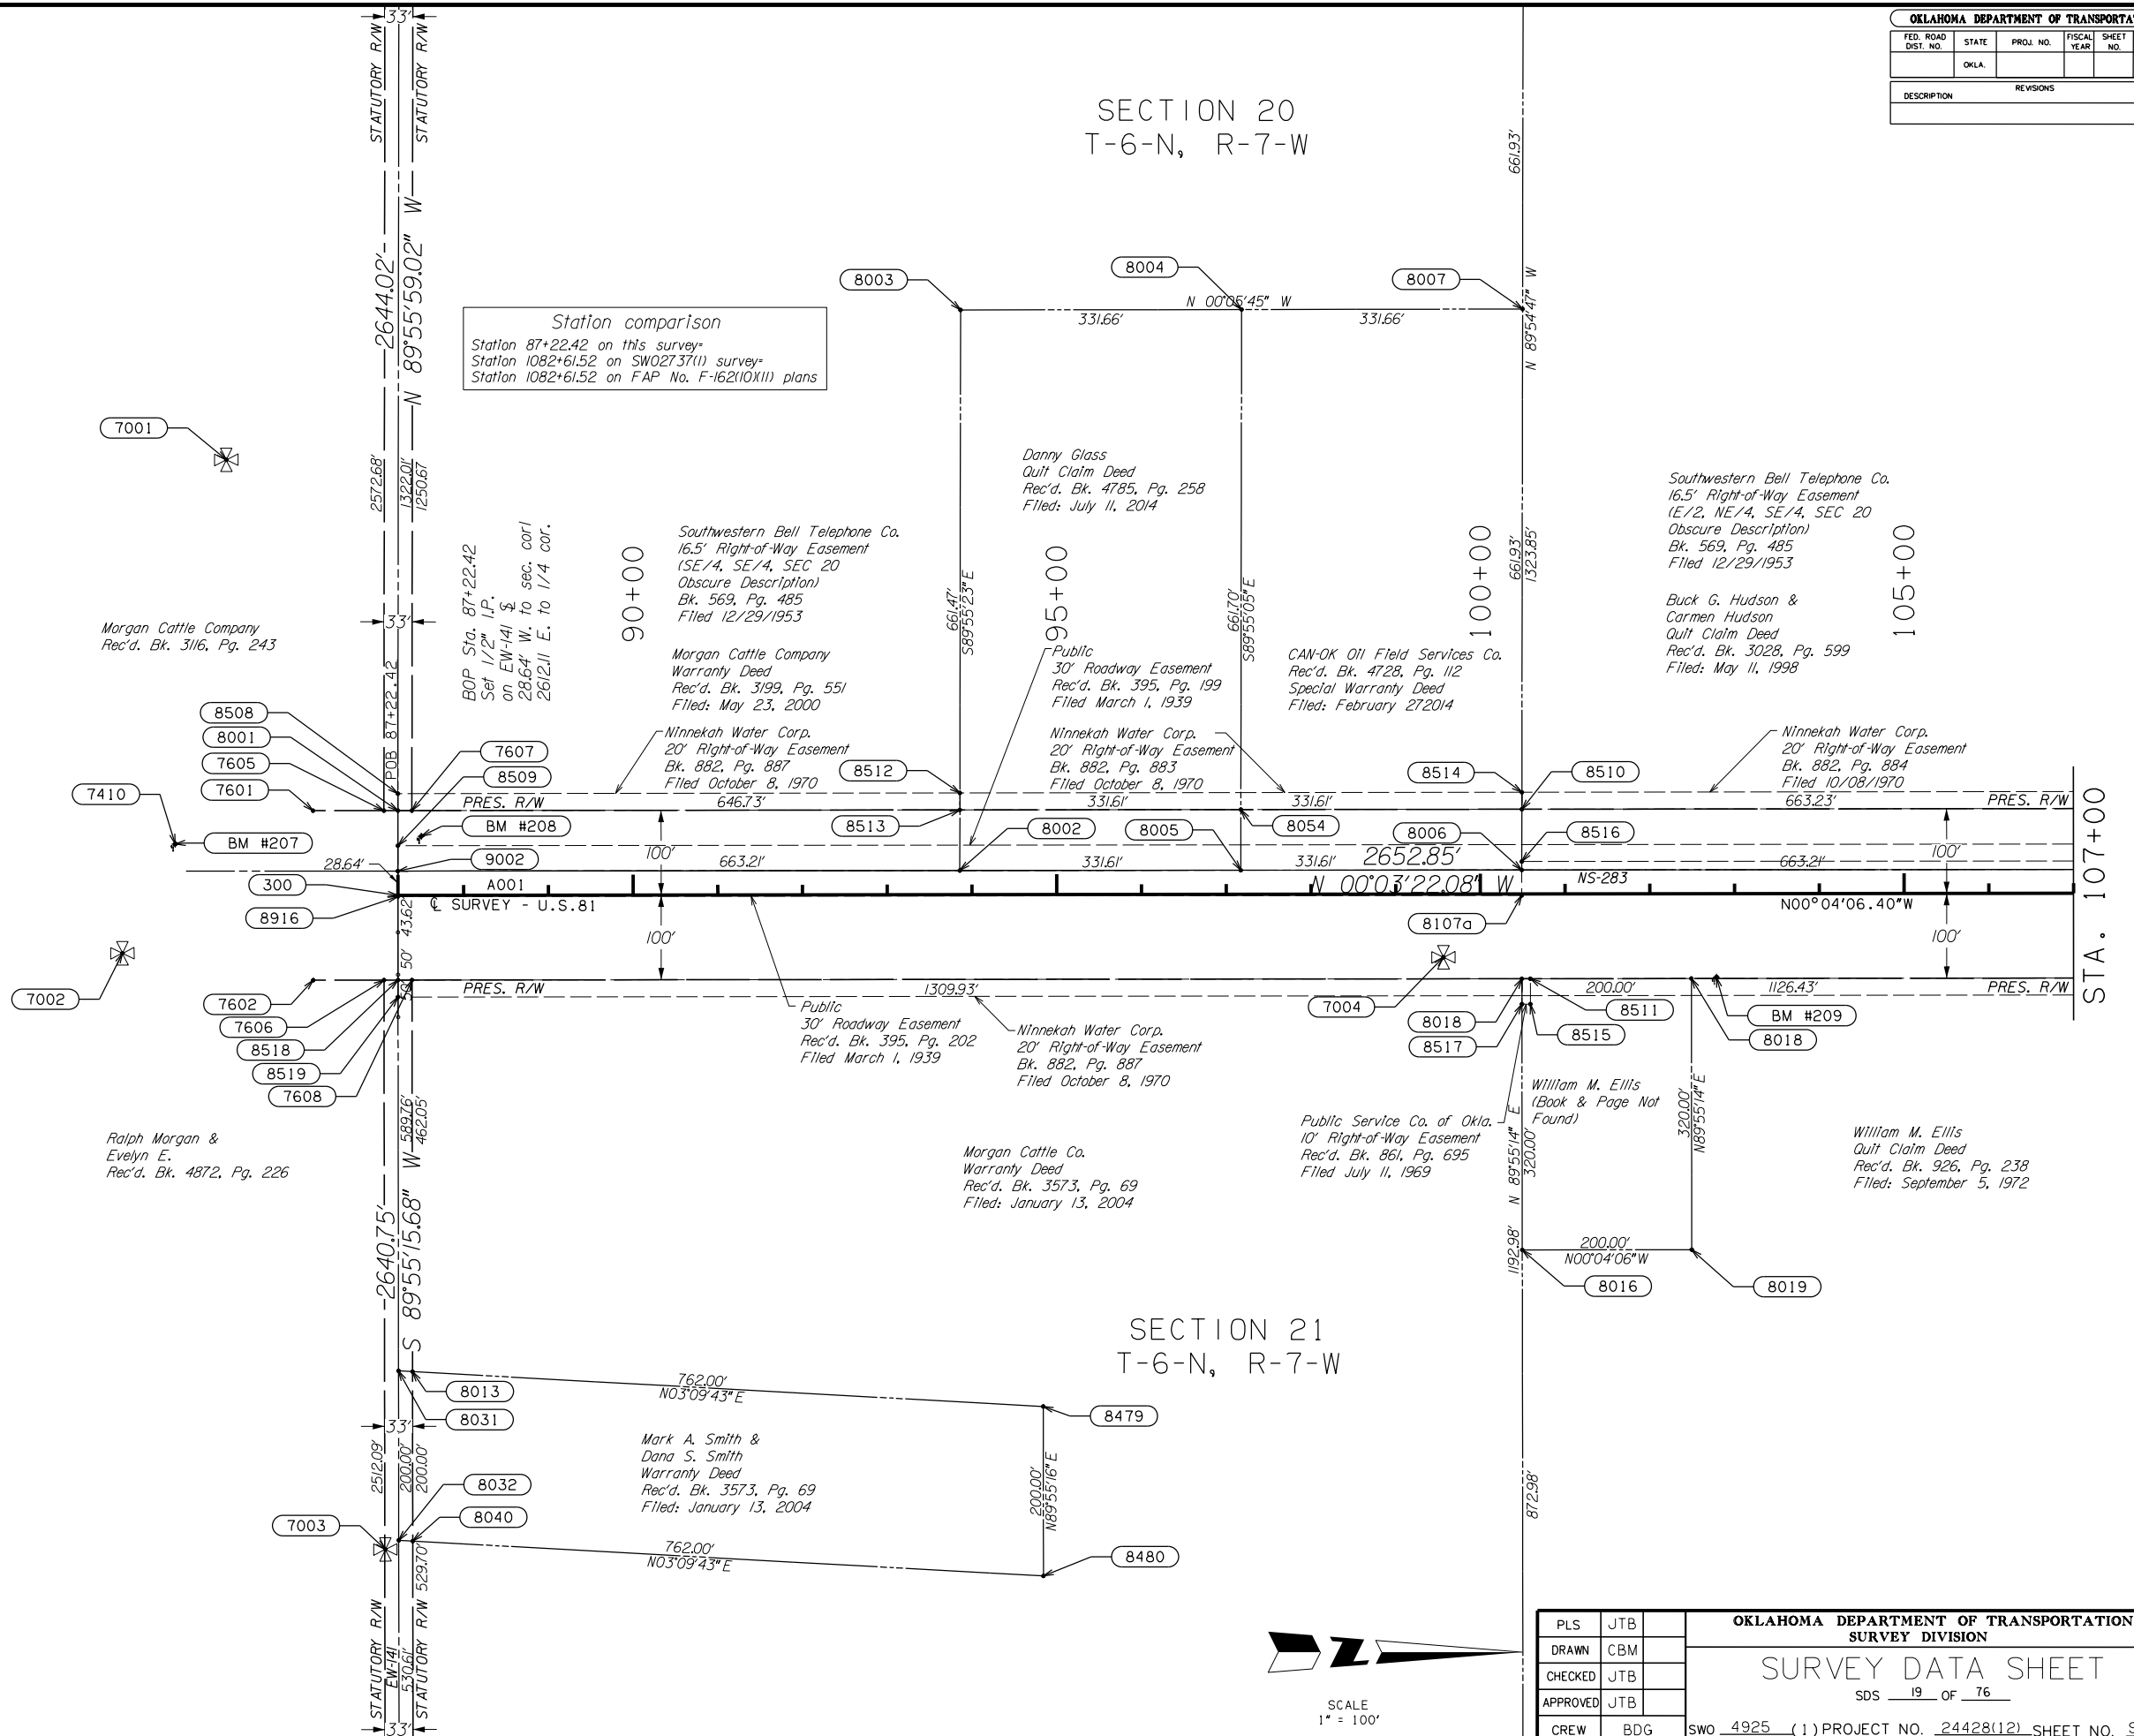 OKLAHOMA DEPARTMENT OF
FED. ROAD DIST. NO.
STATE
PROJ. NO.
FISCAL YEAR
SHEET NO.
OKLA.
REVISIONS
DESCRIPTION
33'
STATUTORY R/W
STATUTORY R/W
SECTION 20
T-6-N, R-7-W
661.93'
2644.02'
N 89°55'59.02" W
8003
8004
8007
N 00°05'45" W
331.66'
331.66'
N 89°54'47" W
Station comparison
Station 87+22.42 on this survey=
Station 1082+61.52 on SWO2737(1) survey=
Station 1082+61.52 on FAP No. F-162(10)(11) plans
7001
2572.68'
1322.01'
1250.67
Danny Glass
Quit Claim Deed
Rec'd. Bk. 4785, Pg. 258
Filed: July 11, 2014
Southwestern Bell Telephone Co.
16.5' Right-of-Way Easement
(E/2, NE/4, SE/4, SEC 20
Obscure Description)
Bk. 569, Pg. 485
Filed 12/29/1953
BOP Sta. 87+22.42
Set 1/2" I.P.
on EW-141 ℄
28.64' W. to sec. corl
2612.11 E. to 1/4 cor.
90+00
Southwestern Bell Telephone Co.
16.5' Right-of-Way Easement
(SE/4, SE/4, SEC 20
Obscure Description)
Bk. 569, Pg. 485
Filed 12/29/1953
661.47'
S89°55'23" E
95+00
661.70'
S89°55'05" E
100+00
661.93'
1323.85'
105+00
Buck G. Hudson &
Carmen Hudson
Quit Claim Deed
Rec'd. Bk. 3028, Pg. 599
Filed: May 11, 1998
33'
Morgan Cattle Company
Rec'd. Bk. 3116, Pg. 243
POB 87+22.42
Morgan Cattle Company
Warranty Deed
Rec'd. Bk. 3199, Pg. 551
Filed: May 23, 2000
Public
30' Roadway Easement
Rec'd. Bk. 395, Pg. 199
Filed March 1, 1939
CAN-OK Oil Field Services Co.
Rec'd. Bk. 4728, Pg. 112
Special Warranty Deed
Filed: February 272014
8508
8001
7605
7601
7607
8509
7410
BM #207
Ninnekah Water Corp.
20' Right-of-Way Easement
Bk. 882, Pg. 887
Filed October 8, 1970
8512
Ninnekah Water Corp.
20' Right-of-Way Easement
Bk. 882, Pg. 883
Filed October 8, 1970
8514
8510
Ninnekah Water Corp.
20' Right-of-Way Easement
Bk. 882, Pg. 884
Filed 10/08/1970
PRES. R/W
646.73'
331.61'
331.61'
663.23'
PRES. R/W
BM #208
8513
8002
8005
8054
8006
8516
100'
100'
28.64'
9002
663.21'
331.61'
331.61'
2652.85'
663.21'
300
A001
N 00°03'22.08" W
NS-283
8916
43.62'
℄ SURVEY - U.S.81
N00°04'06.40"W
STA. 107+00
8107a
100'
100'
7002
50'
50'
7602
7606
8518
8519
7608
PRES. R/W
1309.93'
7004
200.00'
1126.43'
PRES. R/W
8018
8511
BM #209
8517
8515
8018
Public
30' Roadway Easement
Rec'd. Bk. 395, Pg. 202
Filed March 1, 1939
Ninnekah Water Corp.
20' Right-of-Way Easement
Bk. 882, Pg. 887
Filed October 8, 1970
589.76'
462.05'
Public Service Co. of Okla.
10' Right-of-Way Easement
Rec'd. Bk. 861, Pg. 695
Filed July 11, 1969
William M. Ellis
(Book & Page Not
Found)
N 89°55'14" E
320.00'
320.00'
N89°55'14" E
Ralph Morgan &
Evelyn E.
Rec'd. Bk. 4872, Pg. 226
Morgan Cattle Co.
Warranty Deed
Rec'd. Bk. 3573, Pg. 69
Filed: January 13, 2004
William M. Ellis
Quit Claim Deed
Rec'd. Bk. 926, Pg. 238
Filed: September 5, 1972
2640.75'
S 89°55'15.68" W
1192.98'
200.00'
N00°04'06"W
8016
8019
SECTION 21
T-6-N, R-7-W
8013
8031
762.00'
N03°09'43" E
8479
33'
2512.09'
200.00'
200.00'
Mark A. Smith &
Dana S. Smith
Warranty Deed
Rec'd. Bk. 3573, Pg. 69
Filed: January 13, 2004
200.00'
N89°55'16" E
872.98'
8032
8040
7003
762.00'
N03°09'43" E
8480
529.70'
STATUTORY R/W
EW-141
530.61'
STATUTORY R/W
33'
N
SCALE
1" = 100'
PLS JTB
DRAWN CBM
CHECKED JTB
APPROVED JTB
CREW BDG
OKLAHOMA DEPARTMENT OF TRANSPORTATION
SURVEY DIVISION
SURVEY DATA SHEET
SDS 19 OF 76
SWO 4925 (1) PROJECT NO. 24428(12) SHEET NO.